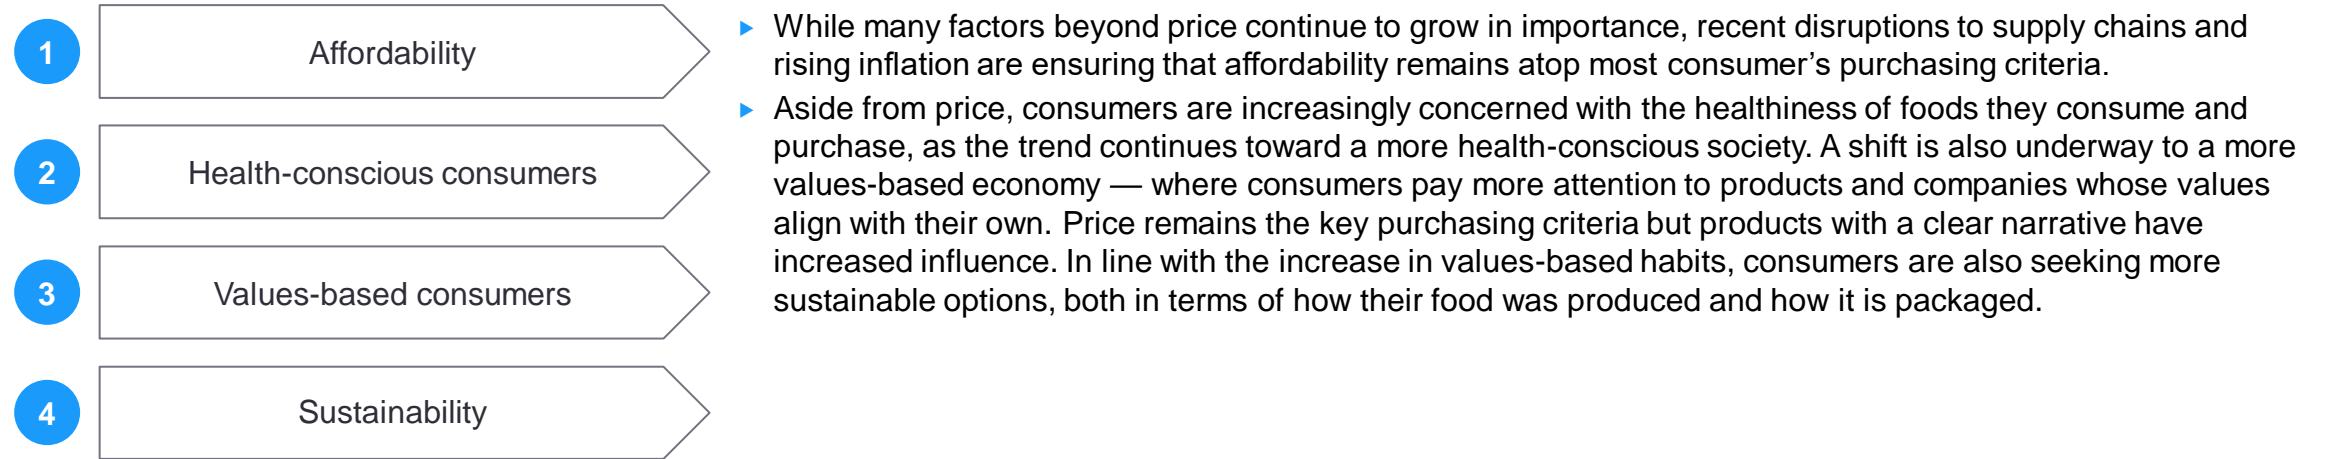 1
Affordability
2
Health-conscious consumers
3
Values-based consumers
4
Sustainability
While many factors beyond price continue to grow in importance, recent disruptions to supply chains and
rising inflation are ensuring that affordability remains atop most consumer’s purchasing criteria.
Aside from price, consumers are increasingly concerned with the healthiness of foods they consume and
purchase, as the trend continues toward a more health-conscious society. A shift is also underway to a more
values-based economy — where consumers pay more attention to products and companies whose values
align with their own. Price remains the key purchasing criteria but products with a clear narrative have
increased influence. In line with the increase in values-based habits, consumers are also seeking more
sustainable options, both in terms of how their food was produced and how it is packaged.